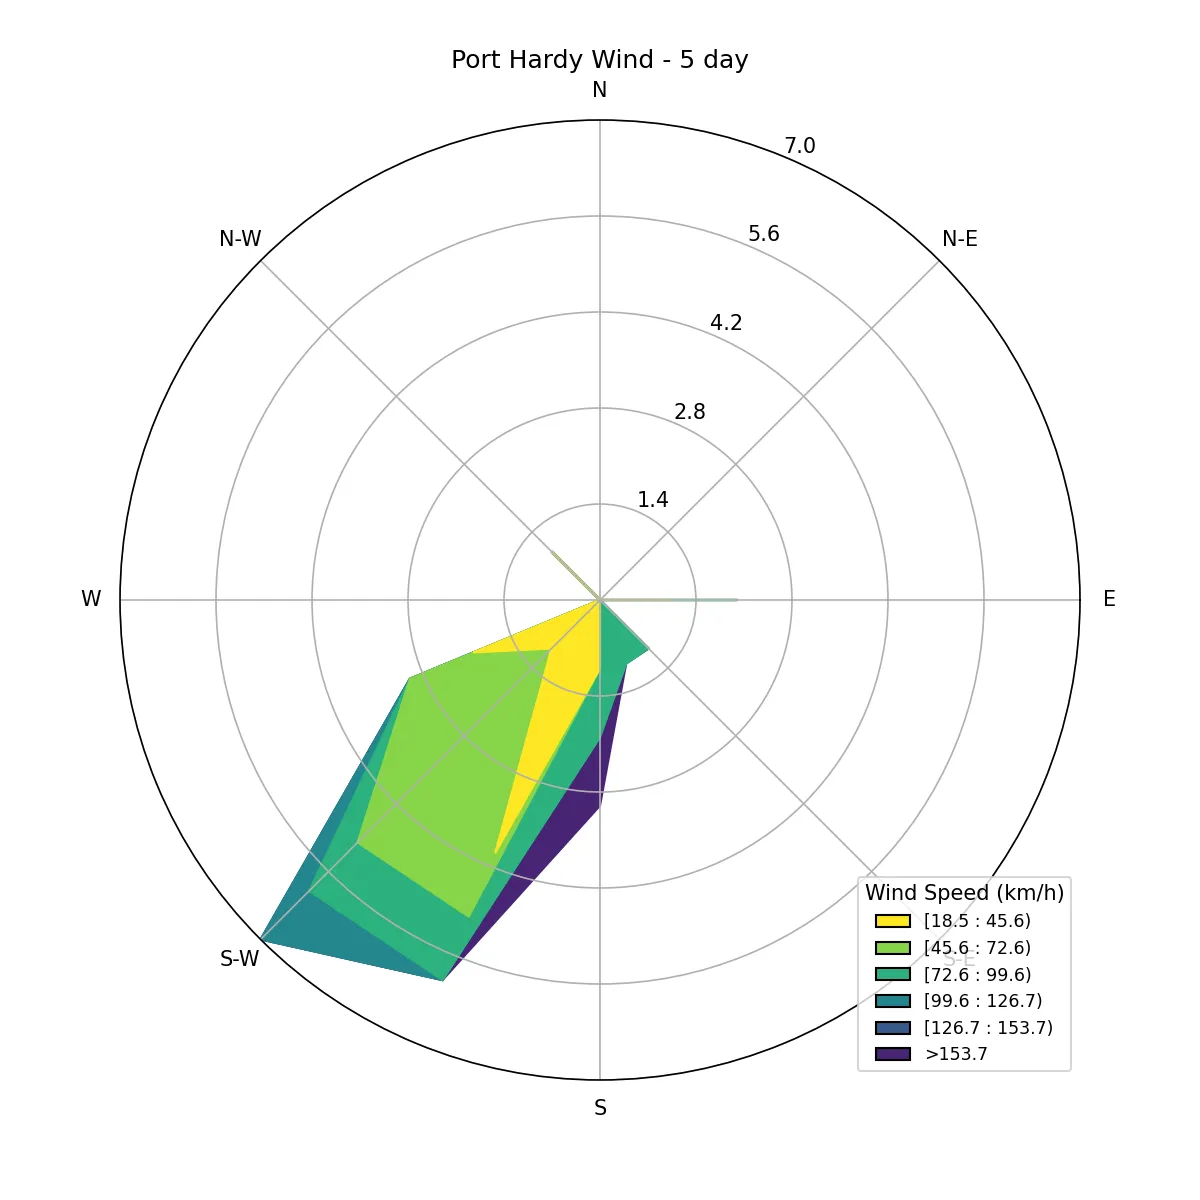 Port Hardy Wind - 5 day
N
7.0
N-W
N-E
5.6
4.2
2.8
1.4
W
E
S-W
S-E
S
Wind Speed (km/h)
[18.5 : 45.6)
[45.6 : 72.6)
[72.6 : 99.6)
[99.6 : 126.7)
[126.7 : 153.7)
>153.7